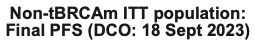 Non-tBRCAm ITT population:
Final PFS (DCO: 18 Sept 2023)